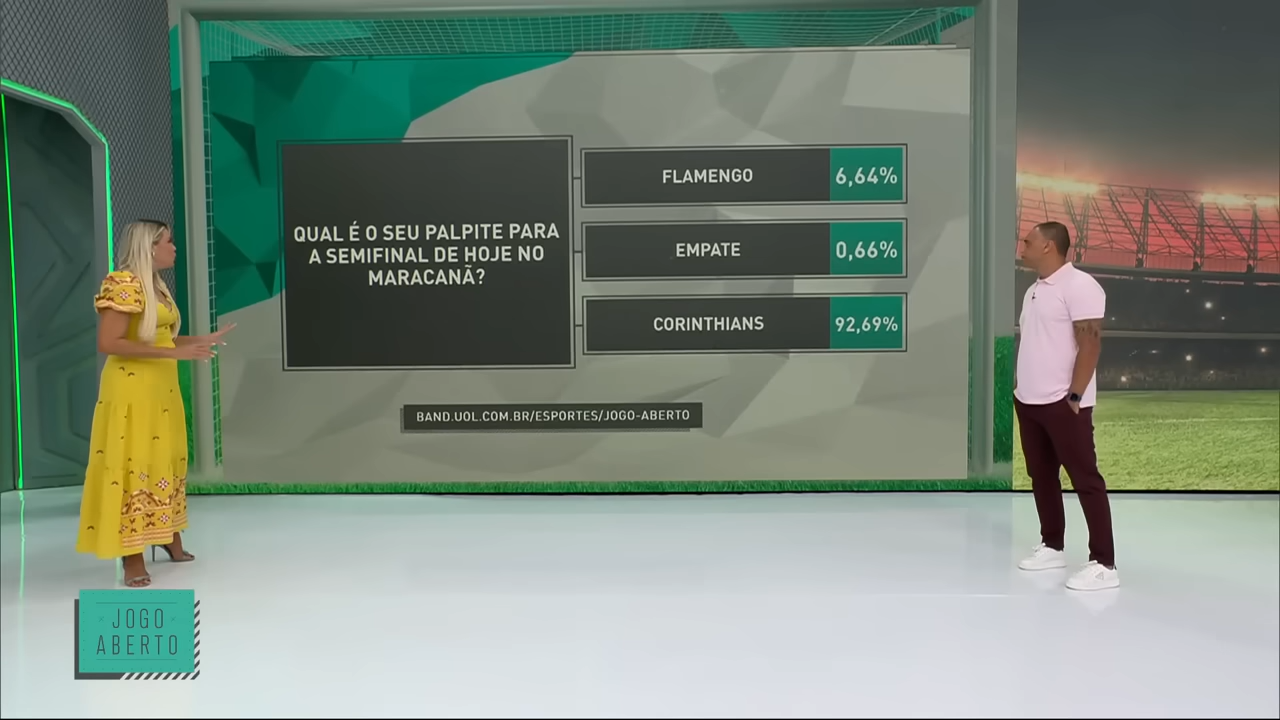 QUAL É O SEU PALPITE PARA
A SEMIFINAL DE HOJE NO
MARACANÃ?
FLAMENGO 6,64%
EMPATE 0,66%
CORINTHIANS 92,69%
BAND.UOL.COM.BR/ESPORTES/JOGO-ABERTO
JOGO
ABERTO